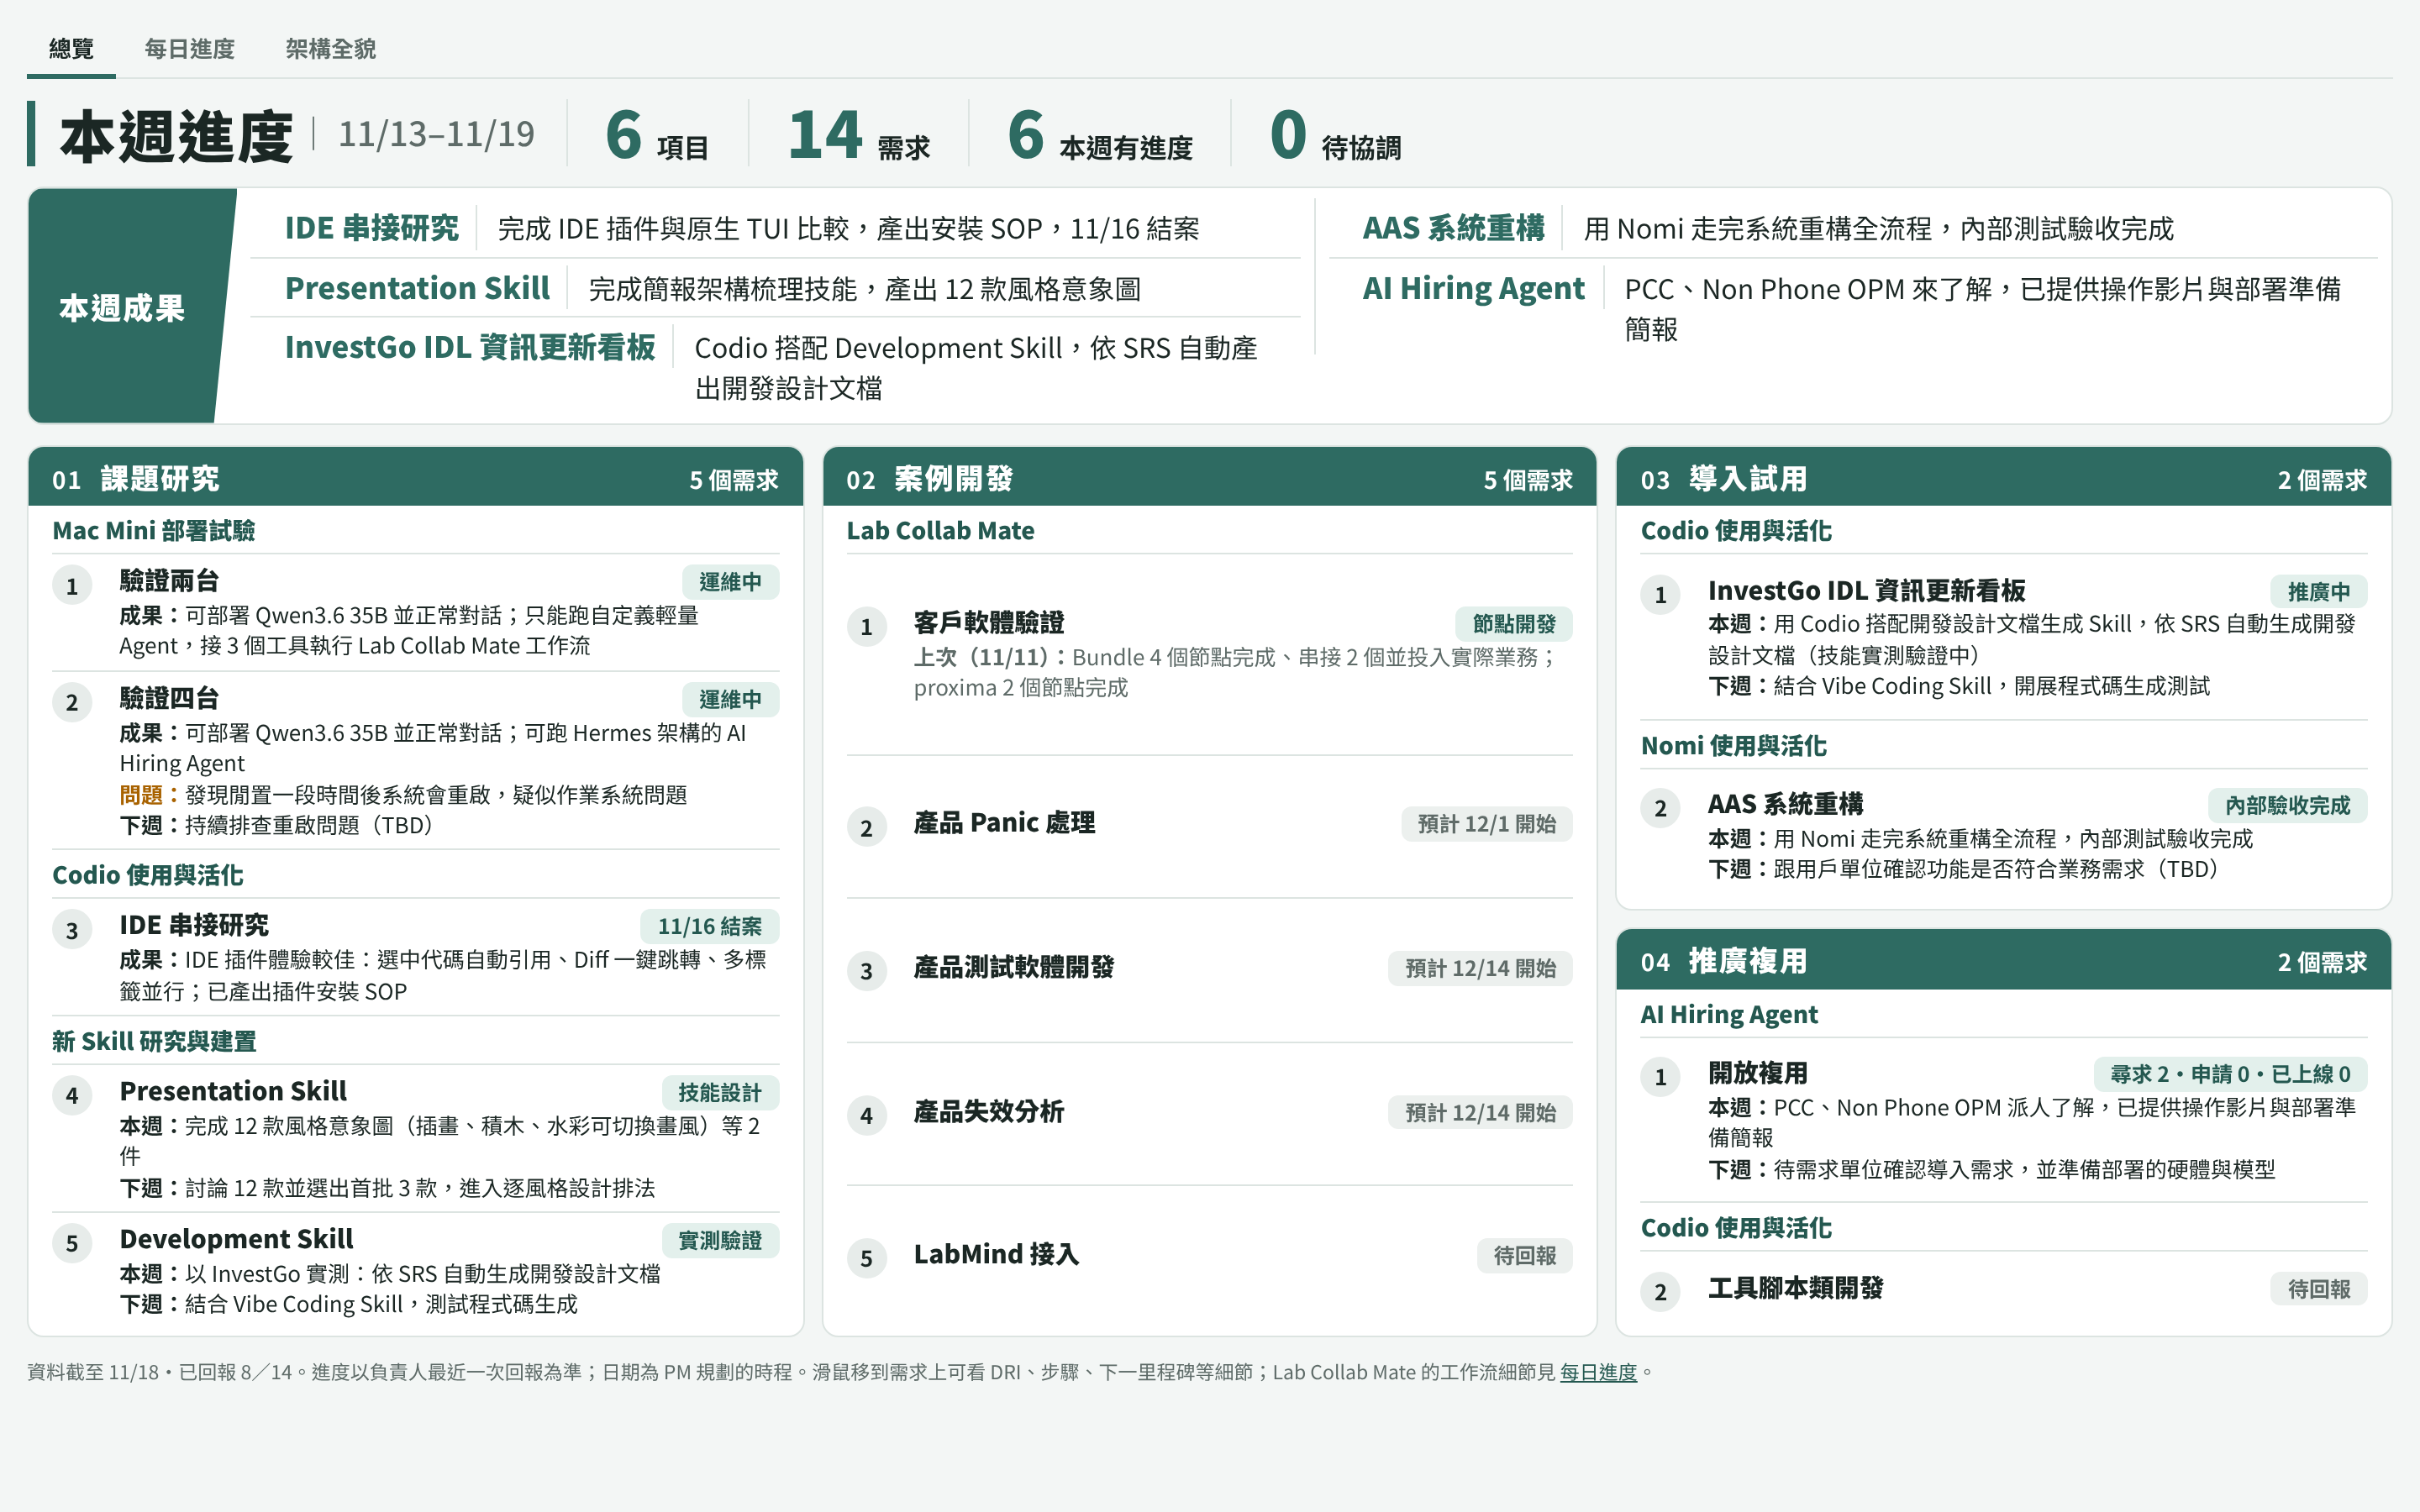 總覽 每日進度 架構全貌
本週進度 11/13–11/19 6 項目 14 需求 6 本週有進度 0 待協調
本週成果
IDE 串接研究 完成 IDE 插件與原生 TUI 比較，產出安裝 SOP，11/16 結案
Presentation Skill 完成簡報架構梳理技能，產出 12 款風格意象圖
InvestGo IDL 資訊更新看板 Codio 搭配 Development Skill，依 SRS 自動產
出開發設計文檔
AAS 系統重構 用 Nomi 走完系統重構全流程，內部測試驗收完成
AI Hiring Agent PCC、Non Phone OPM 來了解，已提供操作影片與部署準備
簡報
01 課題研究 5 個需求
Mac Mini 部署試驗
1 驗證兩台 運維中
成果：可部署 Qwen3.6 35B 並正常對話；只能跑自定義輕量
Agent，接 3 個工具執行 Lab Collab Mate 工作流
2 驗證四台 運維中
成果：可部署 Qwen3.6 35B 並正常對話；可跑 Hermes 架構的 AI
Hiring Agent
問題：發現閒置一段時間後系統會重啟，疑似作業系統問題
下週：持續排查重啟問題（TBD）
Codio 使用與活化
3 IDE 串接研究 11/16 結案
成果：IDE 插件體驗較佳：選中代碼自動引用、Diff 一鍵跳轉、多標
籤並行；已產出插件安裝 SOP
新 Skill 研究與建置
4 Presentation Skill 技能設計
本週：完成 12 款風格意象圖（插畫、積木、水彩可切換畫風）等 2
件
下週：討論 12 款並選出首批 3 款，進入逐風格設計排法
5 Development Skill 實測驗證
本週：以 InvestGo 實測：依 SRS 自動生成開發設計文檔
下週：結合 Vibe Coding Skill，測試程式碼生成
02 案例開發 5 個需求
Lab Collab Mate
1 客戶軟體驗證 節點開發
上次（11/11）：Bundle 4 個節點完成、串接 2 個並投入實際業務；
proxima 2 個節點完成
2 產品 Panic 處理 預計 12/1 開始
3 產品測試軟體開發 預計 12/14 開始
4 產品失效分析 預計 12/14 開始
5 LabMind 接入 待回報
03 導入試用 2 個需求
Codio 使用與活化
1 InvestGo IDL 資訊更新看板 推廣中
本週：用 Codio 搭配開發設計文檔生成 Skill，依 SRS 自動生成開發
設計文檔（技能實測驗證中）
下週：結合 Vibe Coding Skill，開展程式碼生成測試
Nomi 使用與活化
2 AAS 系統重構 內部驗收完成
本週：用 Nomi 走完系統重構全流程，內部測試驗收完成
下週：跟用戶單位確認功能是否符合業務需求（TBD）
04 推廣複用 2 個需求
AI Hiring Agent
1 開放複用 尋求 2・申請 0・已上線 0
本週：PCC、Non Phone OPM 派人了解，已提供操作影片與部署準
備簡報
下週：待需求單位確認導入需求，並準備部署的硬體與模型
Codio 使用與活化
2 工具腳本類開發 待回報
資料截至 11/18・已回報 8／14。進度以負責人最近一次回報為準；日期為 PM 規劃的時程。滑鼠移到需求上可看 DRI、步驟、下一里程碑等細節；Lab Collab Mate 的工作流細節見 每日進度。